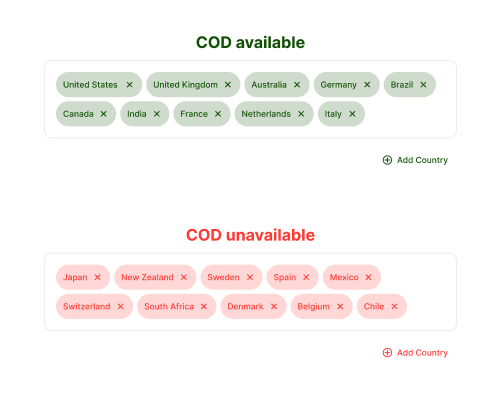 COD available
United States × United Kingdom × Australia × Germany × Brazil ×
Canada × India × France × Netherlands × Italy ×
Add Country
COD unavailable
Japan × New Zealand × Sweden × Spain × Mexico ×
Switzerland × South Africa × Denmark × Belgium × Chile ×
Add Country